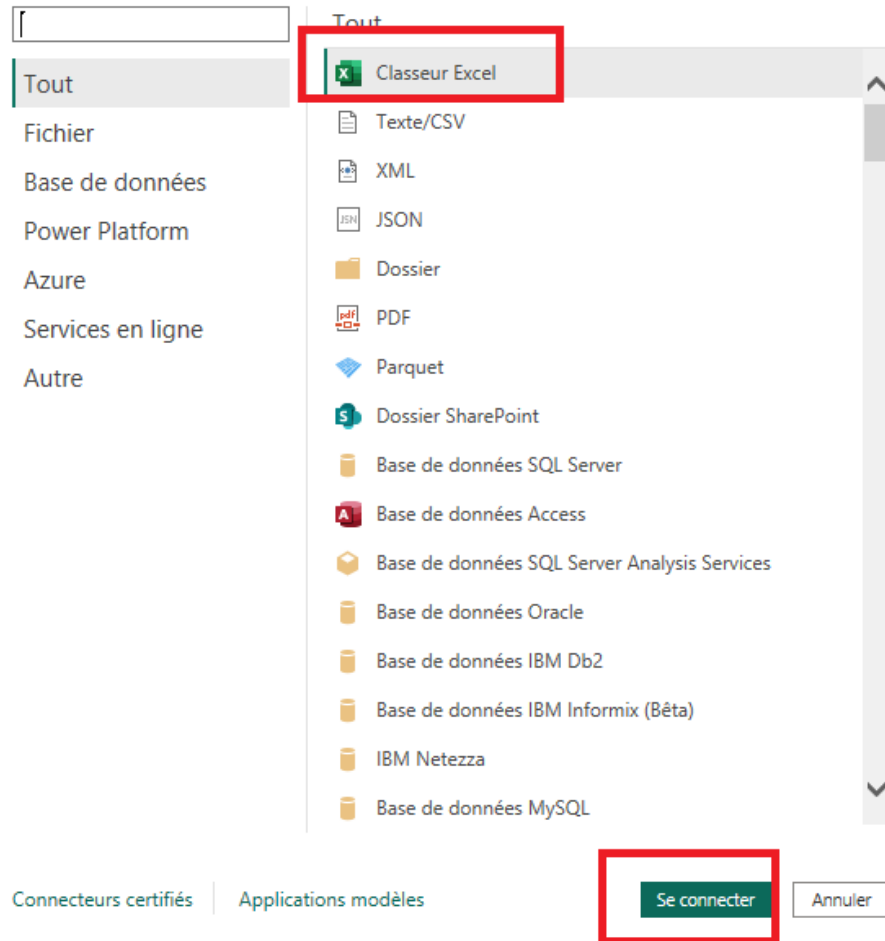 Tout
Fichier
Base de données
Power Platform
Azure
Services en ligne
Autre
Tout
Classeur Excel
Texte/CSV
XML
JSN JSON
Dossier
pdf PDF
Parquet
S Dossier SharePoint
Base de données SQL Server
A Base de données Access
Base de données SQL Server Analysis Services
Base de données Oracle
Base de données IBM Db2
Base de données IBM Informix (Bêta)
IBM Netezza
Base de données MySQL
Connecteurs certifiés
Applications modèles
Se connecter
Annuler